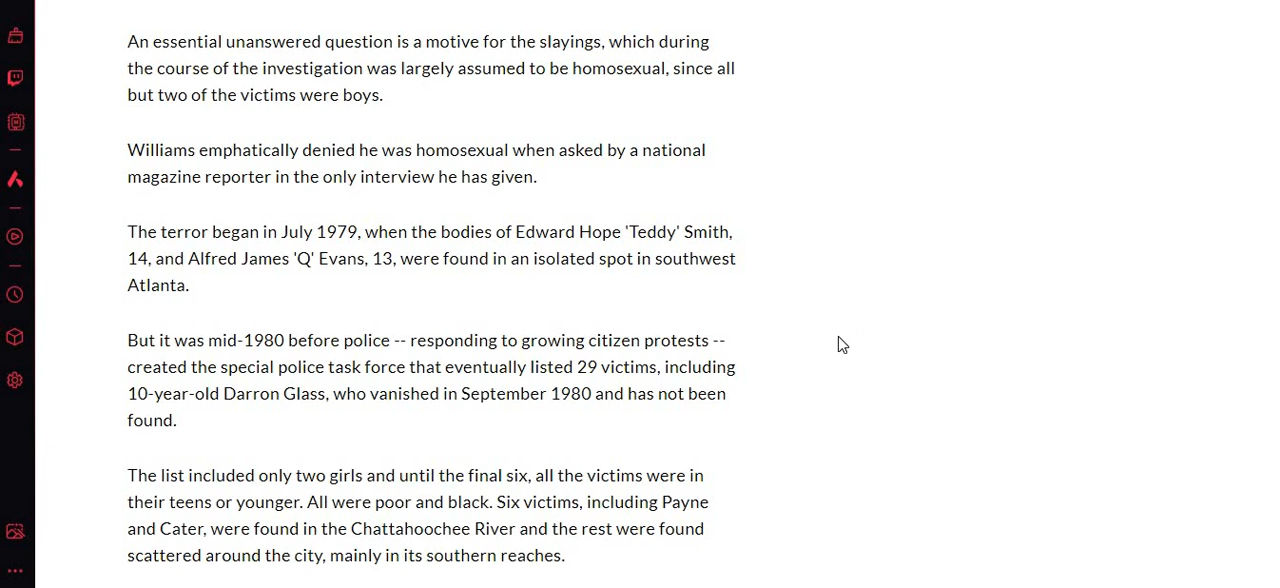 An essential unanswered question is a motive for the slayings, which during
the course of the investigation was largely assumed to be homosexual, since all
but two of the victims were boys.
Williams emphatically denied he was homosexual when asked by a national
magazine reporter in the only interview he has given.
The terror began in July 1979, when the bodies of Edward Hope 'Teddy' Smith,
14, and Alfred James 'Q' Evans, 13, were found in an isolated spot in southwest
Atlanta.
But it was mid-1980 before police -- responding to growing citizen protests --
created the special police task force that eventually listed 29 victims, including
10-year-old Darron Glass, who vanished in September 1980 and has not been
found.
The list included only two girls and until the final six, all the victims were in
their teens or younger. All were poor and black. Six victims, including Payne
and Cater, were found in the Chattahoochee River and the rest were found
scattered around the city, mainly in its southern reaches.